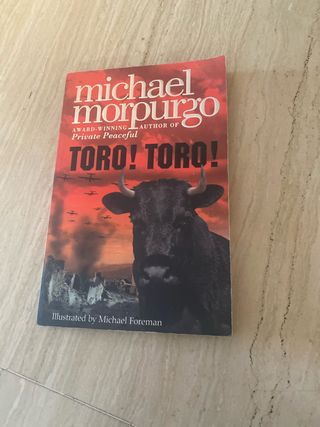 michael
morpurgo
AWARD-WINNING AUTHOR OF
Private Peaceful
TORO! TORO!
Illustrated by Michael Foreman